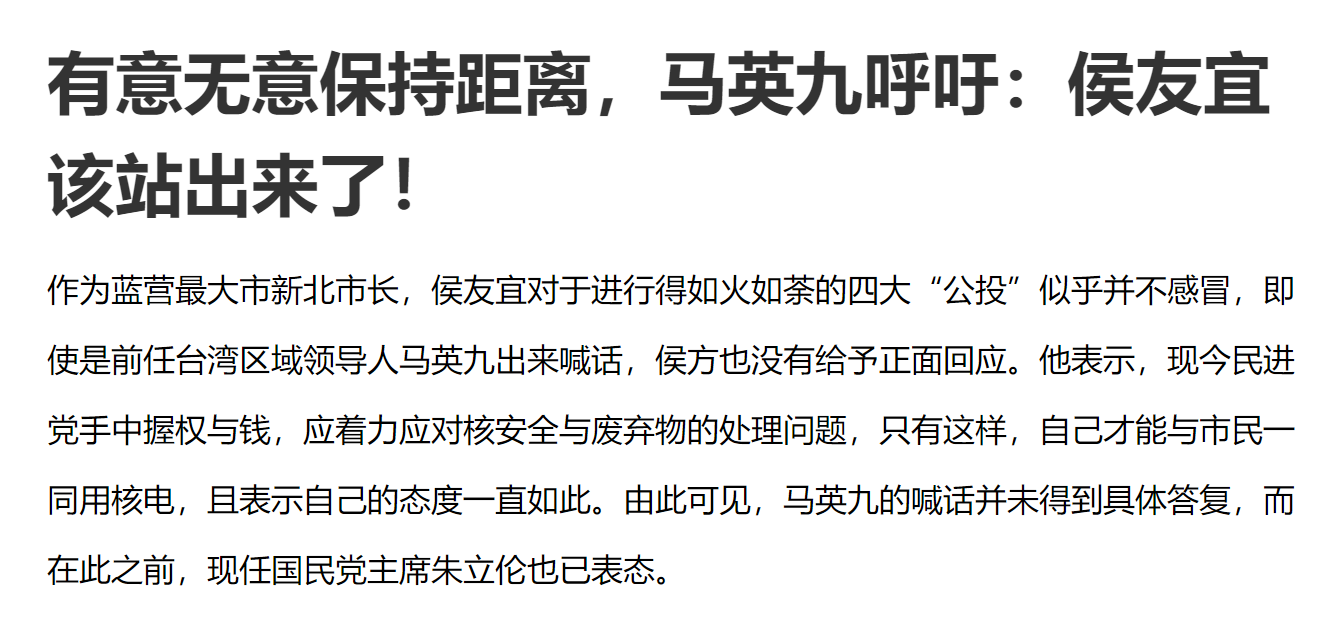 有意无意保持距离，马英九呼吁：侯友宜
该站出来了！
作为蓝营最大市新北市长，侯友宜对于进行得如火如荼的四大“公投”似乎并不感冒，即
使是前任台湾区域领导人马英九出来喊话，侯方也没有给予正面回应。他表示，现今民进
党手中握权与钱，应着力应对核安全与废弃物的处理问题，只有这样，自己才能与市民一
同用核电，且表示自己的态度一直如此。由此可见，马英九的喊话并未得到具体答复，而
在此之前，现任国民党主席朱立伦也已表态。